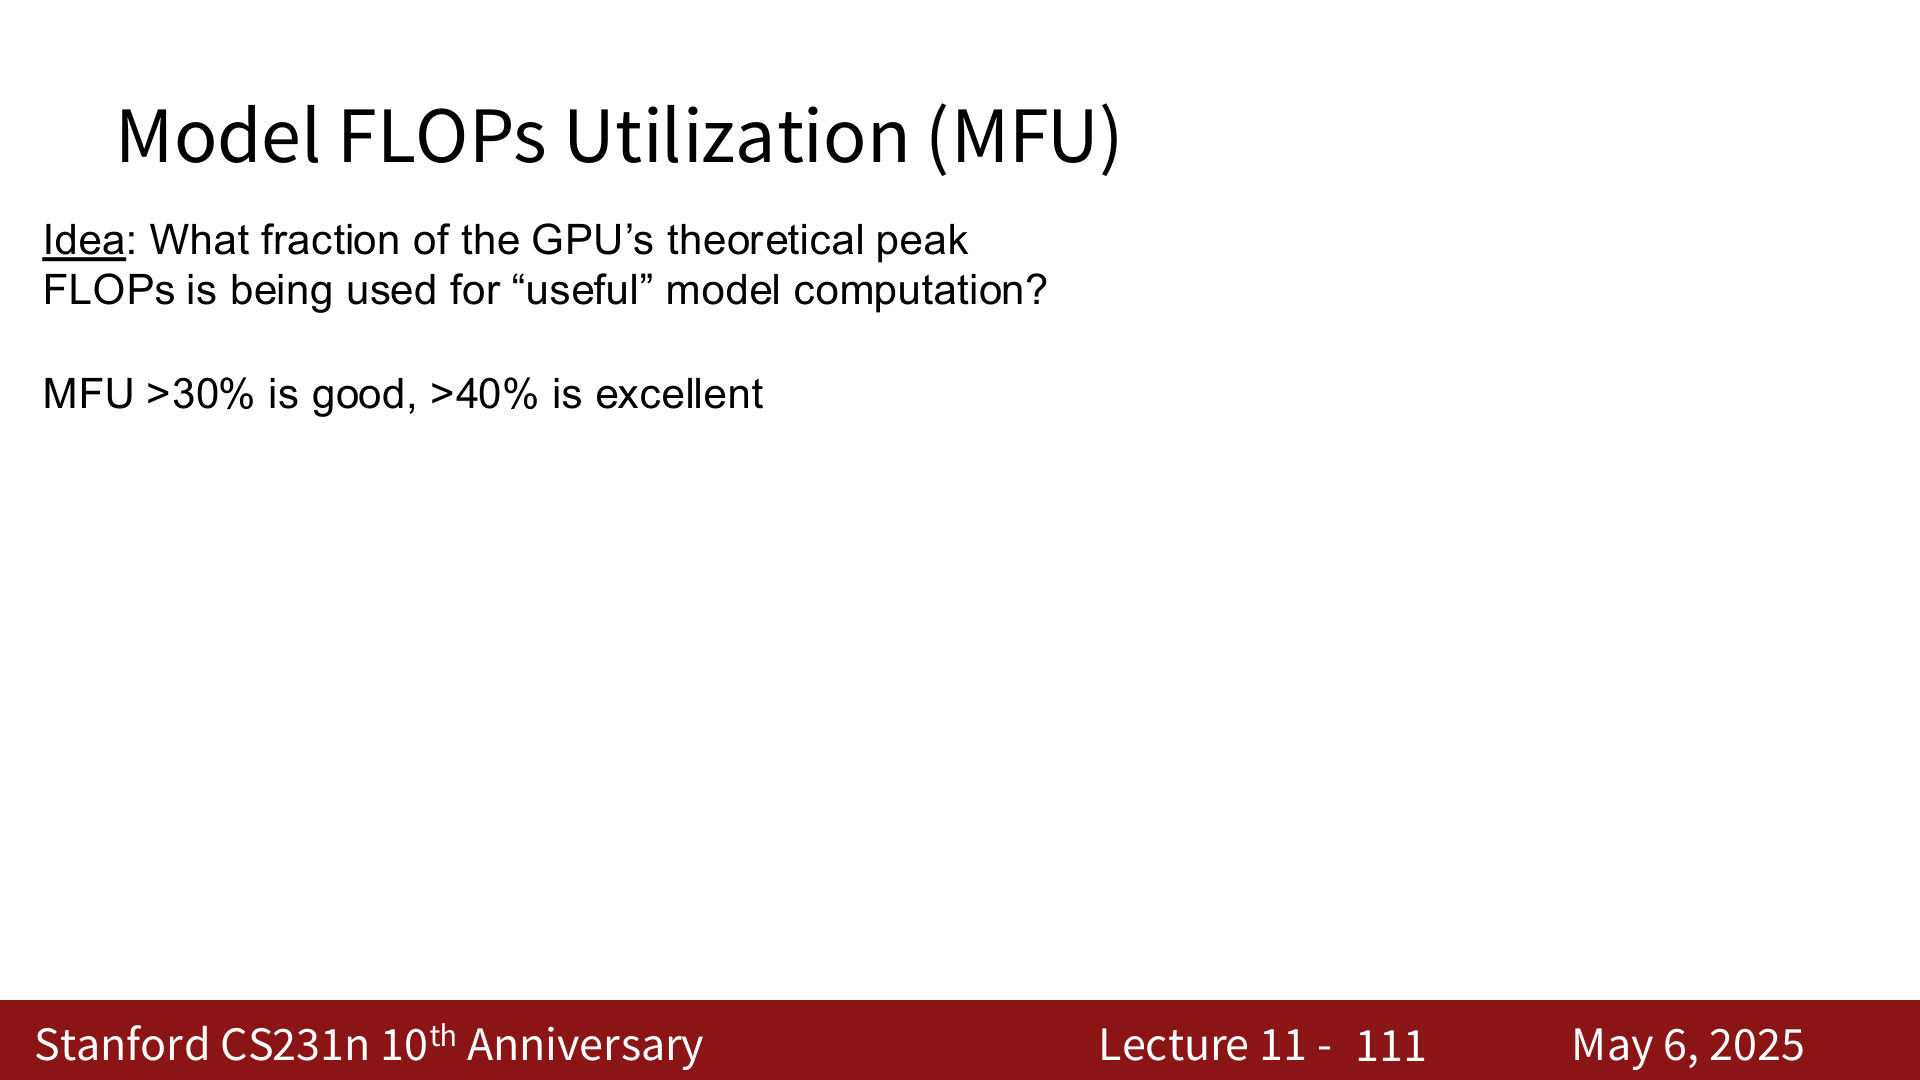 Model FLOPs Utilization (MFU)
Idea: What fraction of the GPU’s theoretical peak
FLOPs is being used for “useful” model computation?
MFU >30% is good, >40% is excellent
Stanford CS231n 10th Anniversary
Lecture 11 - 111
May 6, 2025